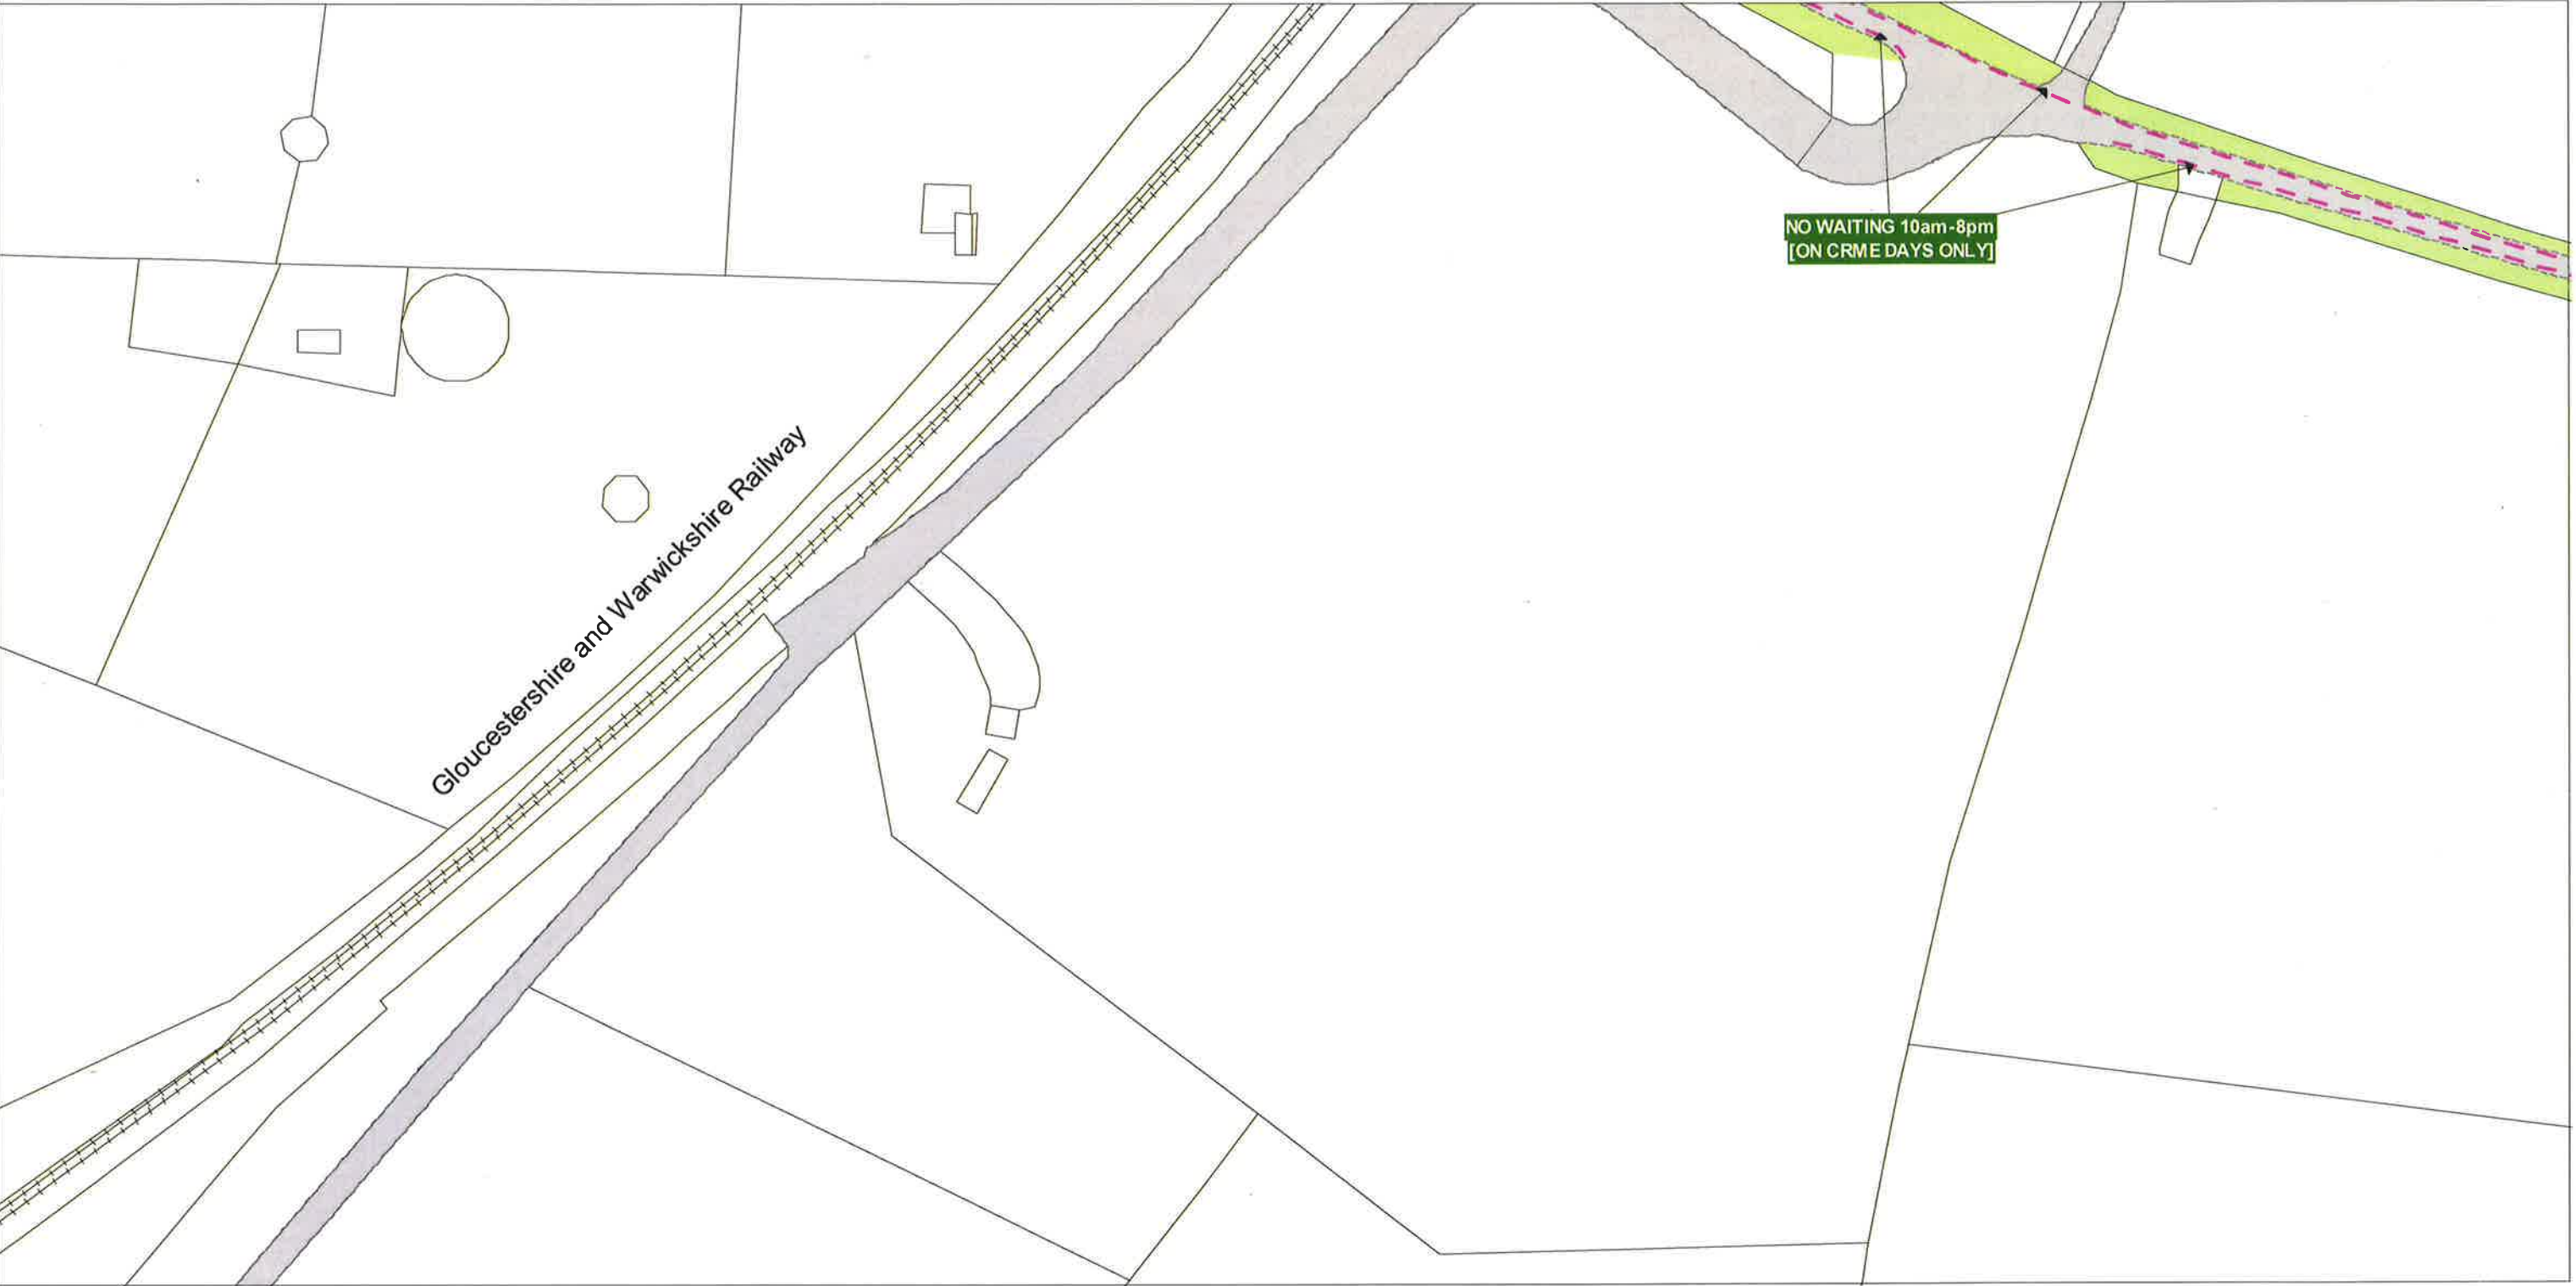 NO WAITING 10am-8pm
[ON CRME DAYS ONLY]
Gloucestershire and Warwickshire Railway